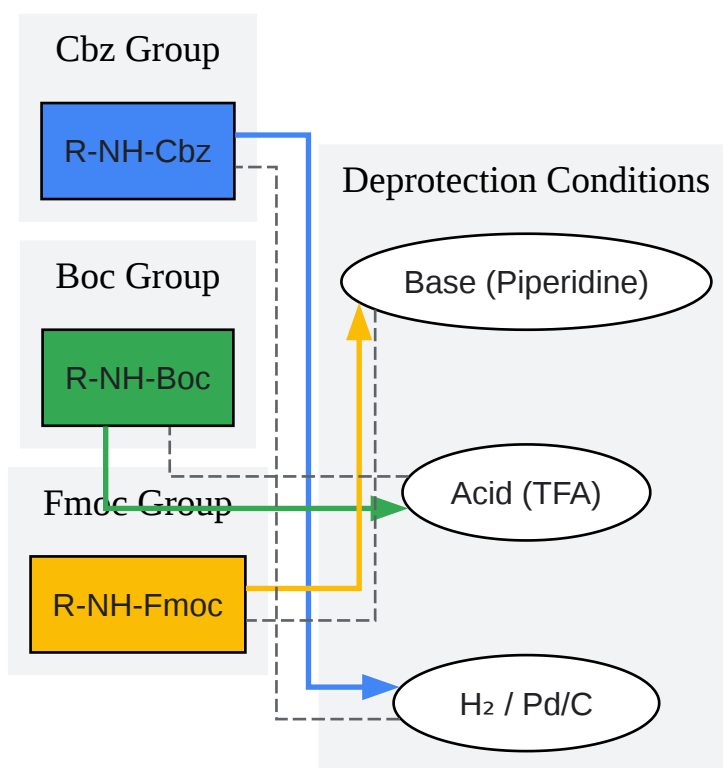 Cbz Group
R-NH-Cbz
Boc Group
R-NH-Boc
Fmoc Group
R-NH-Fmoc
Deprotection Conditions
Base (Piperidine)
Acid (TFA)
H₂ / Pd/C